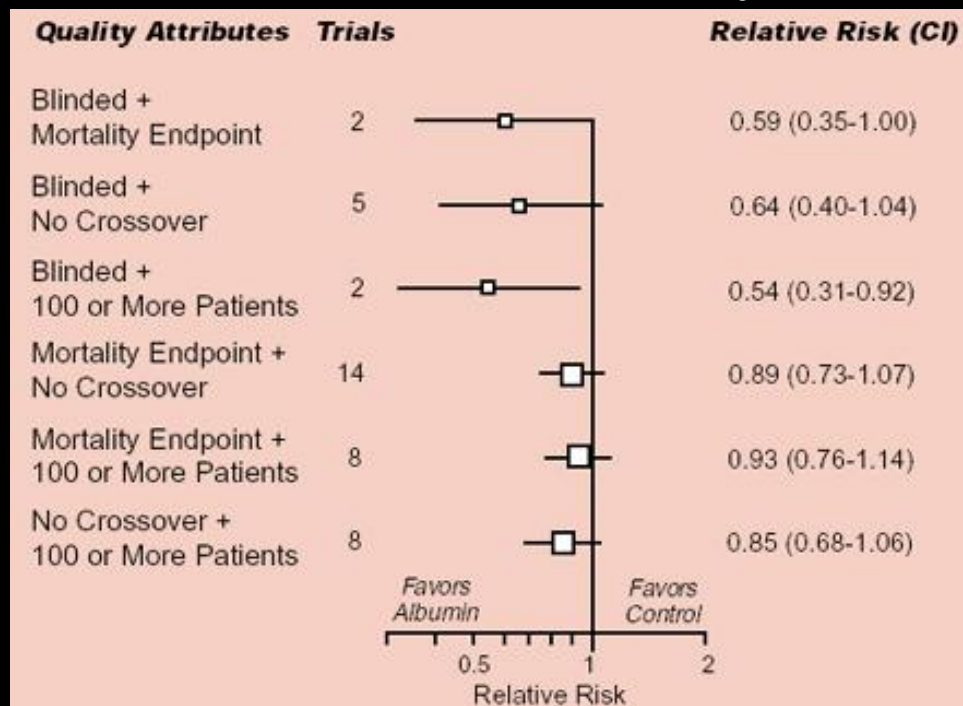 Quality Attributes Trials Relative Risk (CI)
Blinded +
Mortality Endpoint 2 0.59 (0.35-1.00)
Blinded +
No Crossover 5 0.64 (0.40-1.04)
Blinded +
100 or More Patients 2 0.54 (0.31-0.92)
Mortality Endpoint +
No Crossover 14 0.89 (0.73-1.07)
Mortality Endpoint +
100 or More Patients 8 0.93 (0.76-1.14)
No Crossover +
100 or More Patients 8 0.85 (0.68-1.06)
Favors Favors
Albumin Control
0.5 1 2
Relative Risk